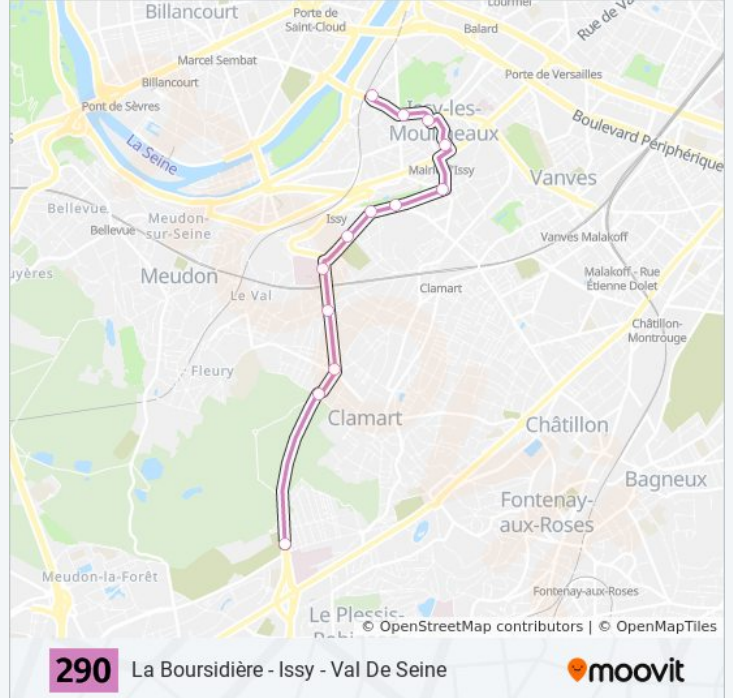 Lourmel
Billancourt
Porte de
Saint-Cloud
Balard
Rue de Va
Marcel Sembat
Porte de Versailles
Billancourt
Pont de Sèvres
Issy-les-
Moulineaux
Boulevard Périphérique
La Seine
Mairie d'Issy
Vanves
Bellevue
Meudon-
sur-Seine
Issy
Bellevue
Vanves Malakoff
uyères
Meudon
Malakoff - Rue
Étienne Dolet
Le Val
Clamart
Châtillon-
Montrouge
Fleury
Clamart
Châtillon
Bagneux
Fontenay-
aux-Roses
Meudon-la-Forêt
Fontenay-aux-Roses
Le Plessis-
© OpenStreetMap contributors | © OpenMapTiles
290 La Boursidière - Issy - Val De Seine
moovit